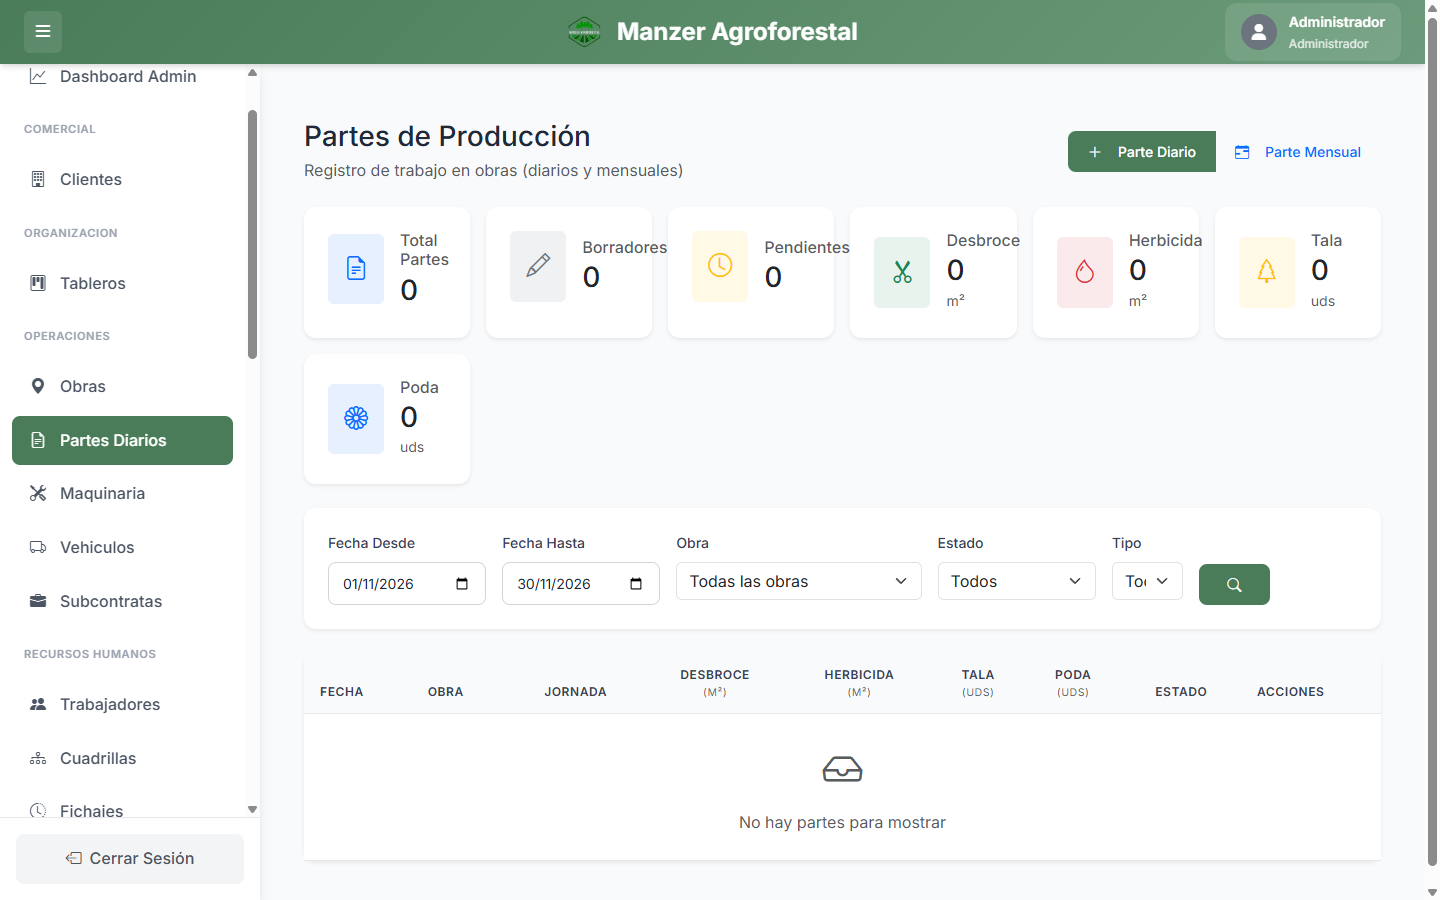 Manzer Agroforestal
Administrador
Administrador
Dashboard Admin
COMERCIAL
Clientes
ORGANIZACION
Tableros
OPERACIONES
Obras
Partes Diarios
Maquinaria
Vehiculos
Subcontratas
RECURSOS HUMANOS
Trabajadores
Cuadrillas
Fichajes
Cerrar Sesión
Partes de Producción
Registro de trabajo en obras (diarios y mensuales)
Parte Diario
Parte Mensual
Total
Partes
0
Borradores
0
Pendientes
0
Desbroce
0
m²
Herbicida
0
m²
Tala
0
uds
Poda
0
uds
Fecha Desde
01/11/2026
Fecha Hasta
30/11/2026
Obra
Todas las obras
Estado
Todos
Tipo
FECHA
OBRA
JORNADA
DESBROCE
(M²)
HERBICIDA
(M²)
TALA
(UDS)
PODA
(UDS)
ESTADO
ACCIONES
No hay partes para mostrar